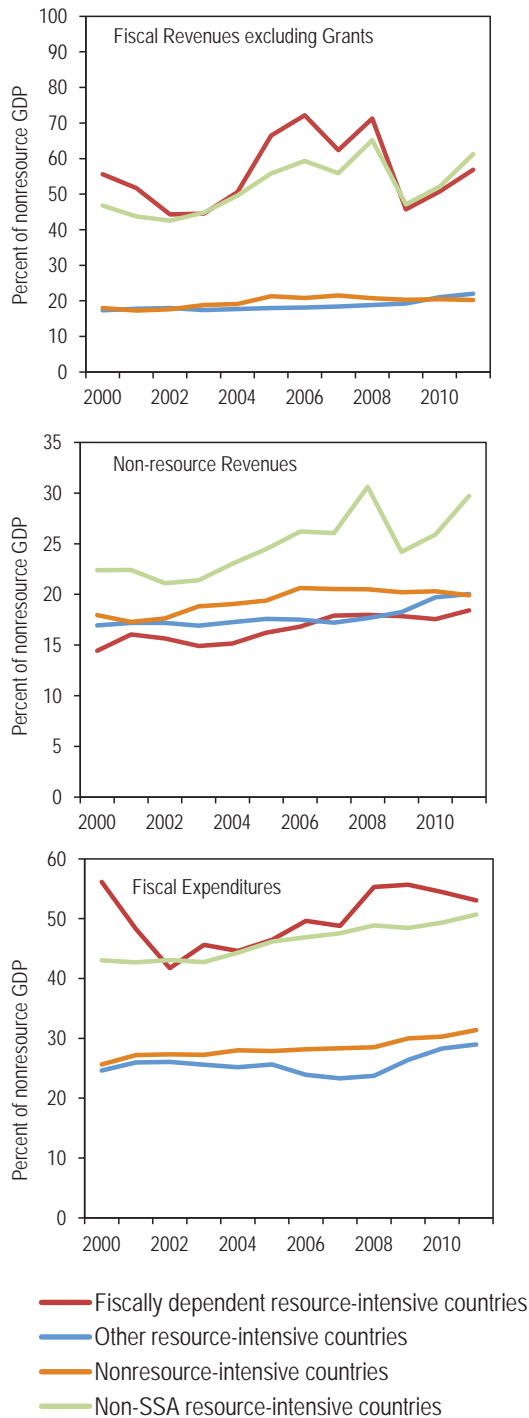 Fiscal Revenues excluding Grants
Percent of nonresource GDP
100
90
80
70
60
50
40
30
20
10
0
2000 2002 2004 2006 2008 2010
Non-resource Revenues
Percent of nonresource GDP
35
30
25
20
15
10
5
0
2000 2002 2004 2006 2008 2010
Fiscal Expenditures
Percent of nonresource GDP
60
50
40
30
20
10
0
2000 2002 2004 2006 2008 2010
Fiscally dependent resource-intensive countries
Other resource-intensive countries
Nonresource-intensive countries
Non-SSA resource-intensive countries